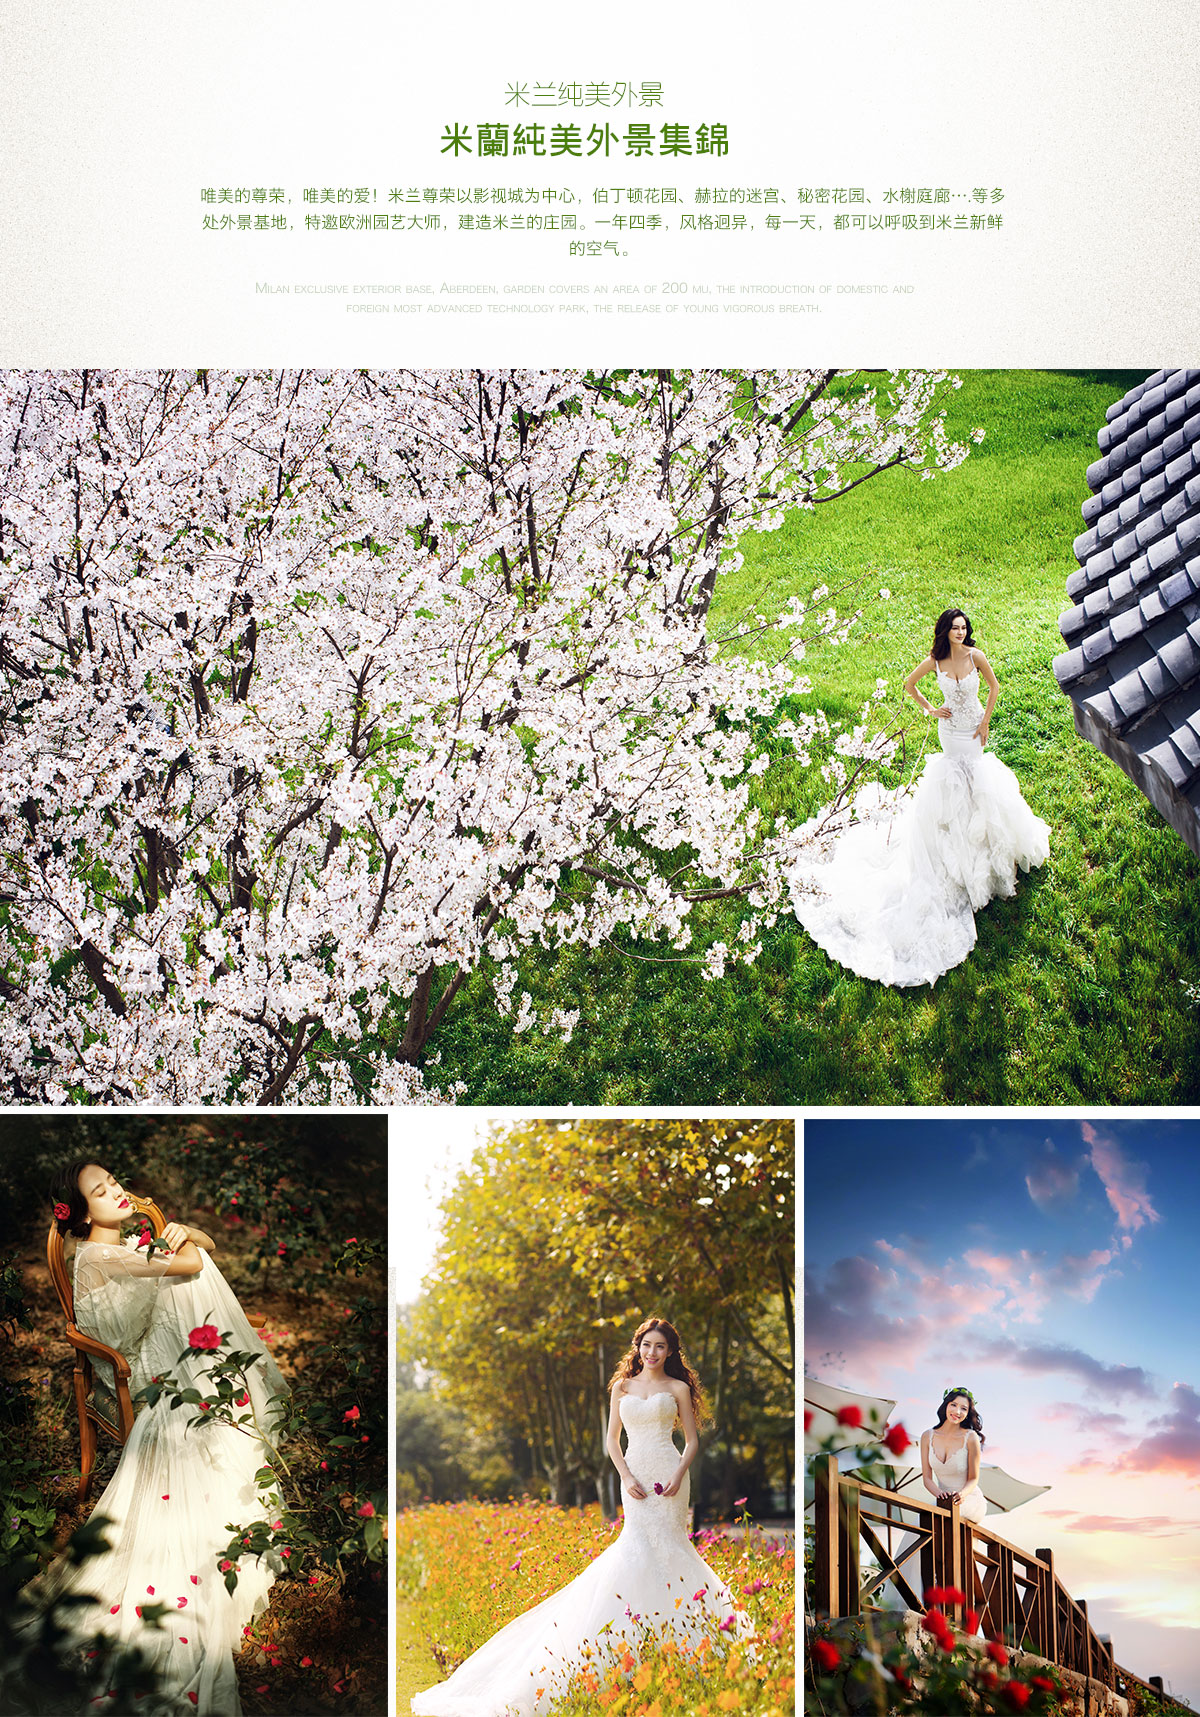 米兰纯美外景
米蘭純美外景集錦
唯美的尊荣，唯美的爱！米兰尊荣以影视城为中心，伯丁顿花园、赫拉的迷宫、秘密花园、水榭庭廊….等多
处外景基地，特邀欧洲园艺大师，建造米兰的庄园。一年四季，风格迥异，每一天，都可以呼吸到米兰新鲜
的空气。
Milan exclusive exterior base, Aberdeen, garden covers an area of 200 mu, the introduction of domestic and
foreign most advanced technology park, the release of young vigorous breath.